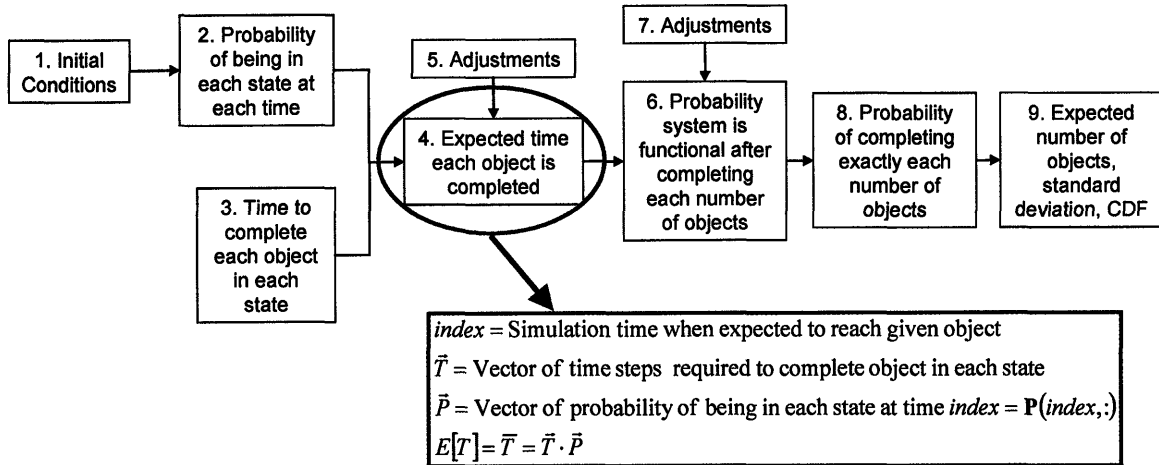 1. Initial
Conditions
2. Probability
of being in
each state at
each time
3. Time to
complete
each object
in each
state
5. Adjustments
4. Expected time
each object is
completed
7. Adjustments
6. Probability
system is
functional after
completing
each number
of objects
8. Probability
of completing
exactly each
number of
objects
9. Expected
number of
objects,
standard
deviation, CDF
index = Simulation time when expected to reach given object
T⃗ = Vector of time steps required to complete object in each state
P⃗ = Vector of probability of being in each state at time index = P(index,:)
E[T] = T̅ = T⃗ · P⃗